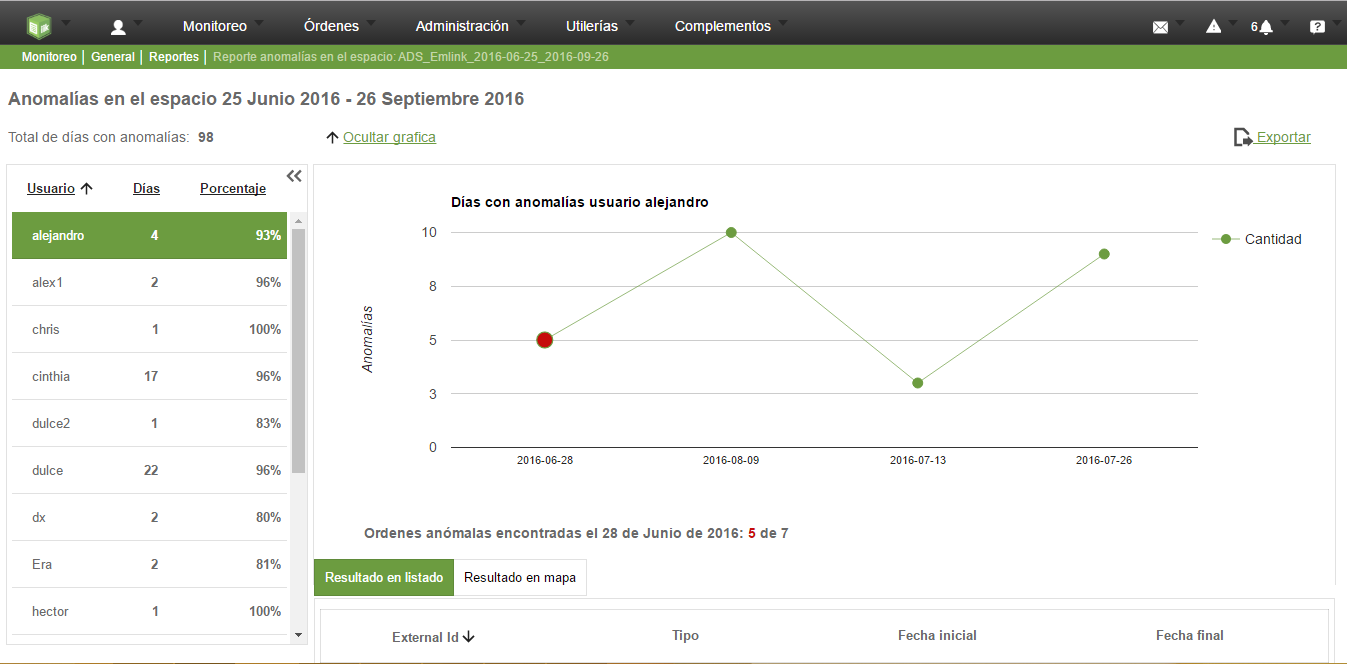 Monitoreo Órdenes Administración Utilerías Complementos 6 ?
Monitoreo | General | Reportes | Reporte anomalías en el espacio: ADS_Emlink_2016-06-25_2016-09-26
Anomalías en el espacio 25 Junio 2016 - 26 Septiembre 2016
Total de días con anomalías: 98
Ocultar grafica
Exportar
Usuario Días Porcentaje
alejandro 4 93%
alex1 2 96%
chris 1 100%
cinthia 17 96%
dulce2 1 83%
dulce 22 96%
dx 2 80%
Era 2 81%
hector 1 100%
Días con anomalías usuario alejandro
Cantidad
Anomalías
10
8
5
3
0
2016-06-28 2016-08-09 2016-07-13 2016-07-26
Ordenes anómalas encontradas el 28 de Junio de 2016: 5 de 7
Resultado en listado Resultado en mapa
External Id Tipo Fecha inicial Fecha final